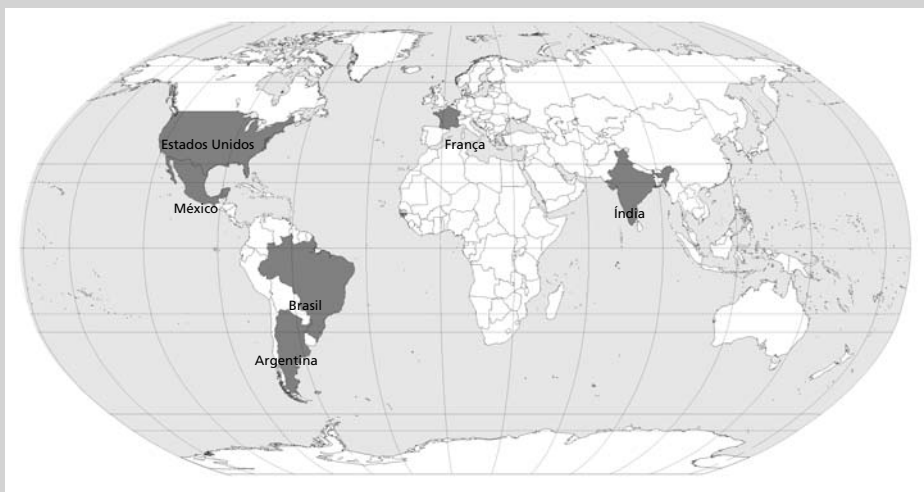 Estados Unidos
França
México
Índia
Brasil
Argentina